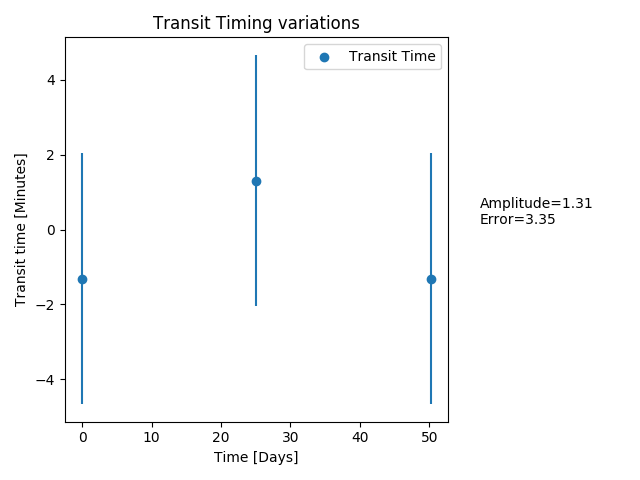 Transit Timing variations
Transit Time
Transit time [Minutes]
4
2
0
−2
−4
0 10 20 30 40 50
Time [Days]
Amplitude=1.31
Error=3.35